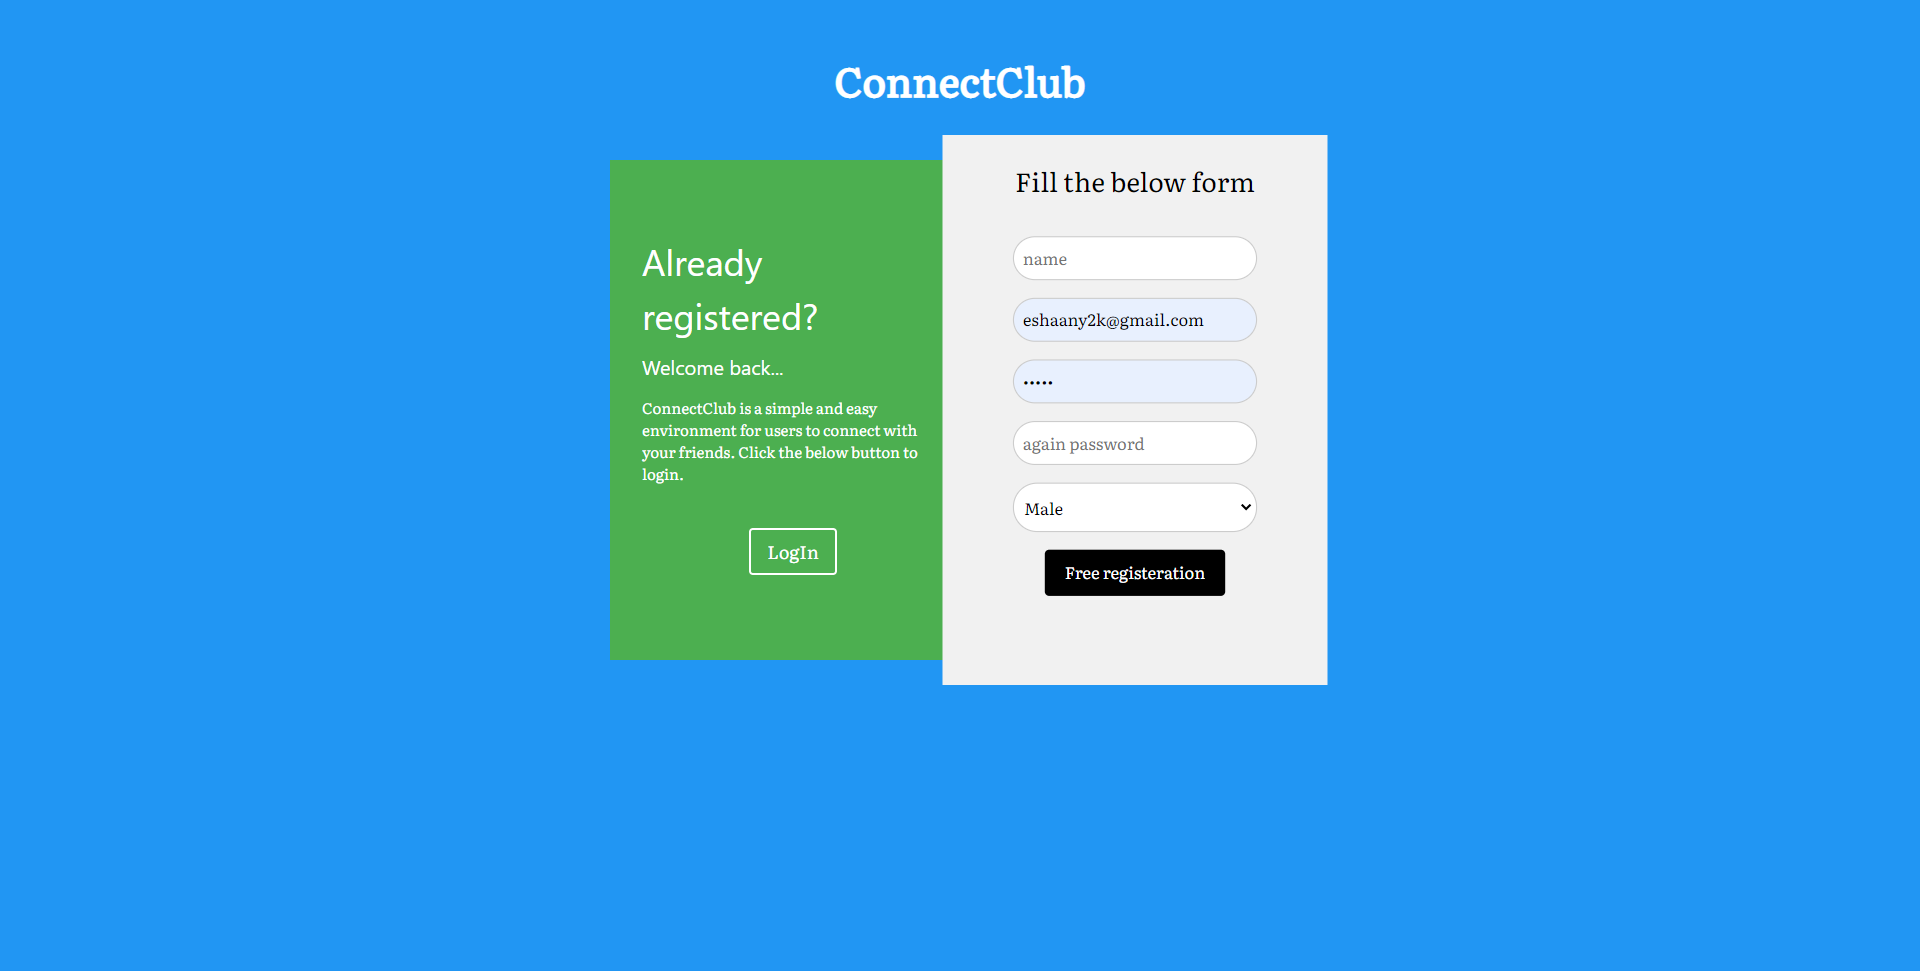 ConnectClub
Already
registered?
Welcome back...
ConnectClub is a simple and easy
environment for users to connect with
your friends. Click the below button to
login.
LogIn
Fill the below form
name
eshaany2k@gmail.com
•••••
again password
Male
Free registeration